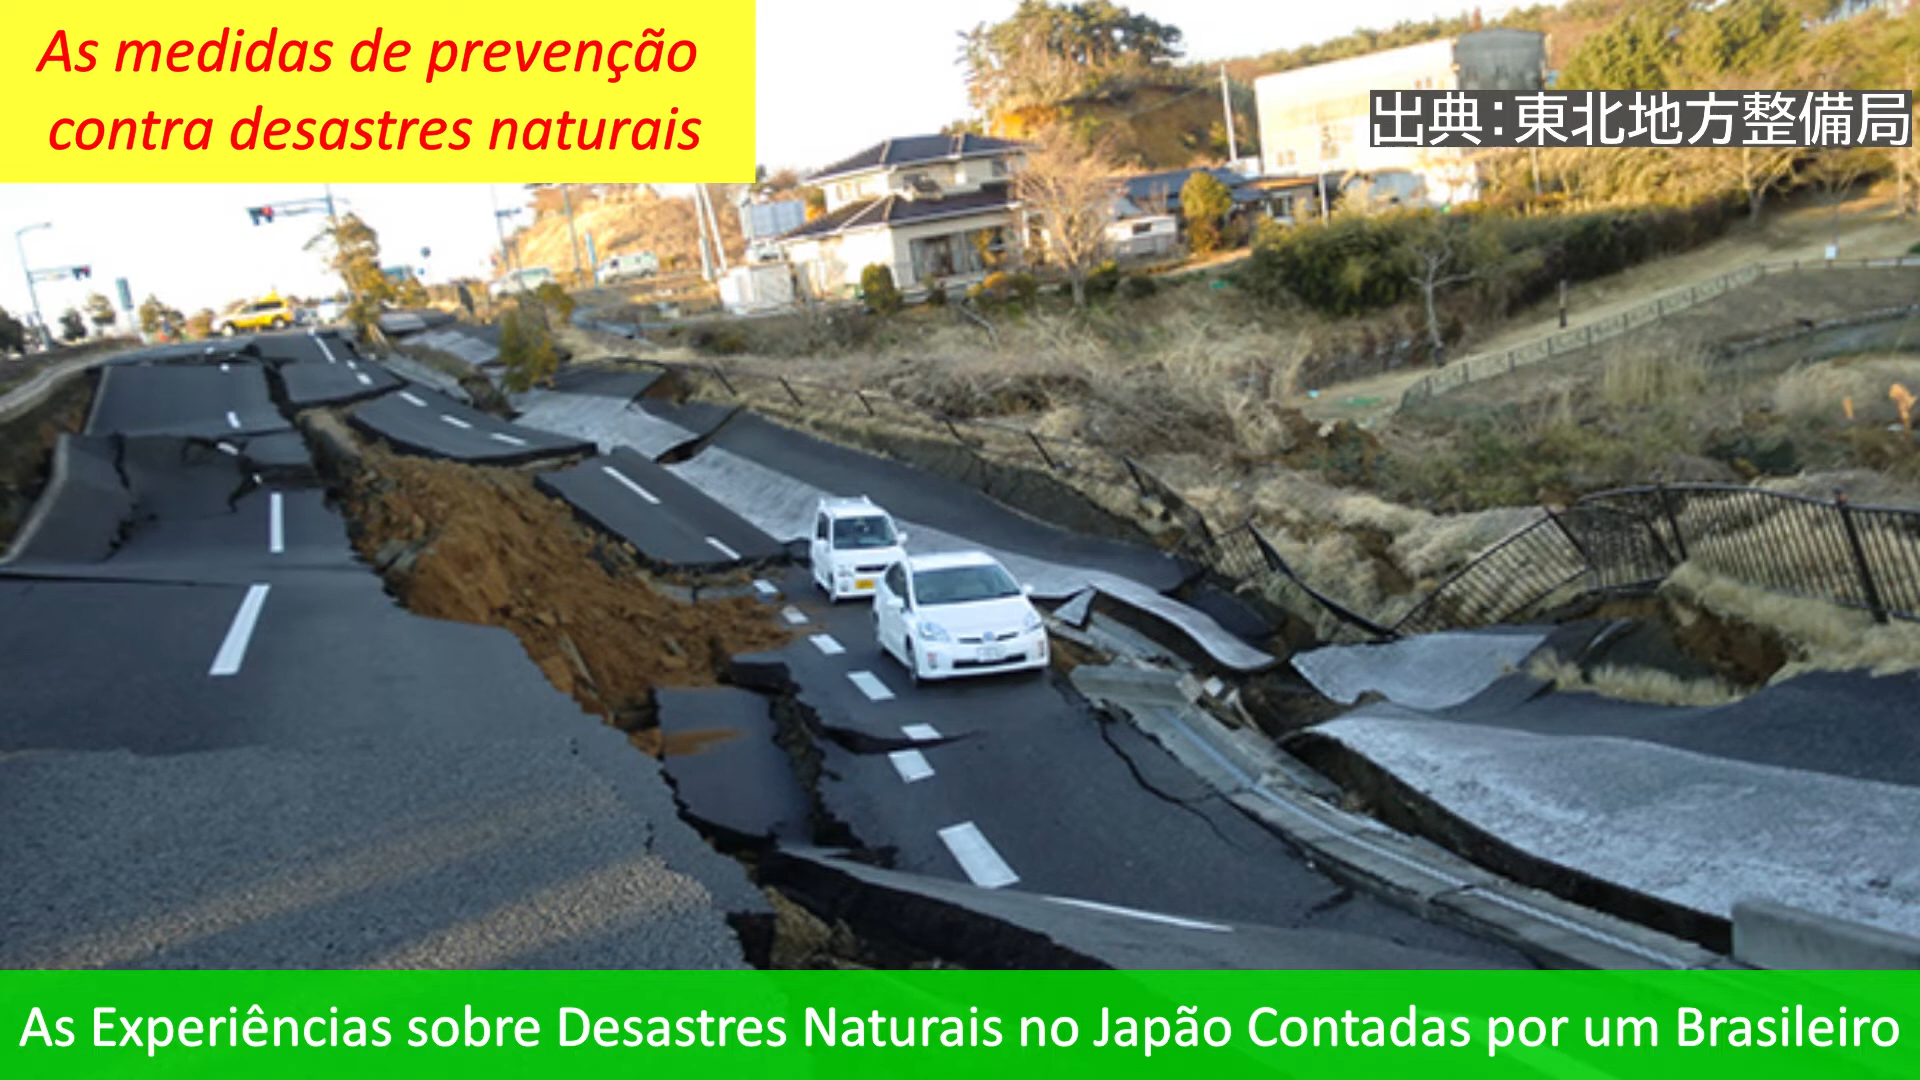 As medidas de prevenção
contra desastres naturais
出典:東北地方整備局
As Experiências sobre Desastres Naturais no Japão Contadas por um Brasileiro